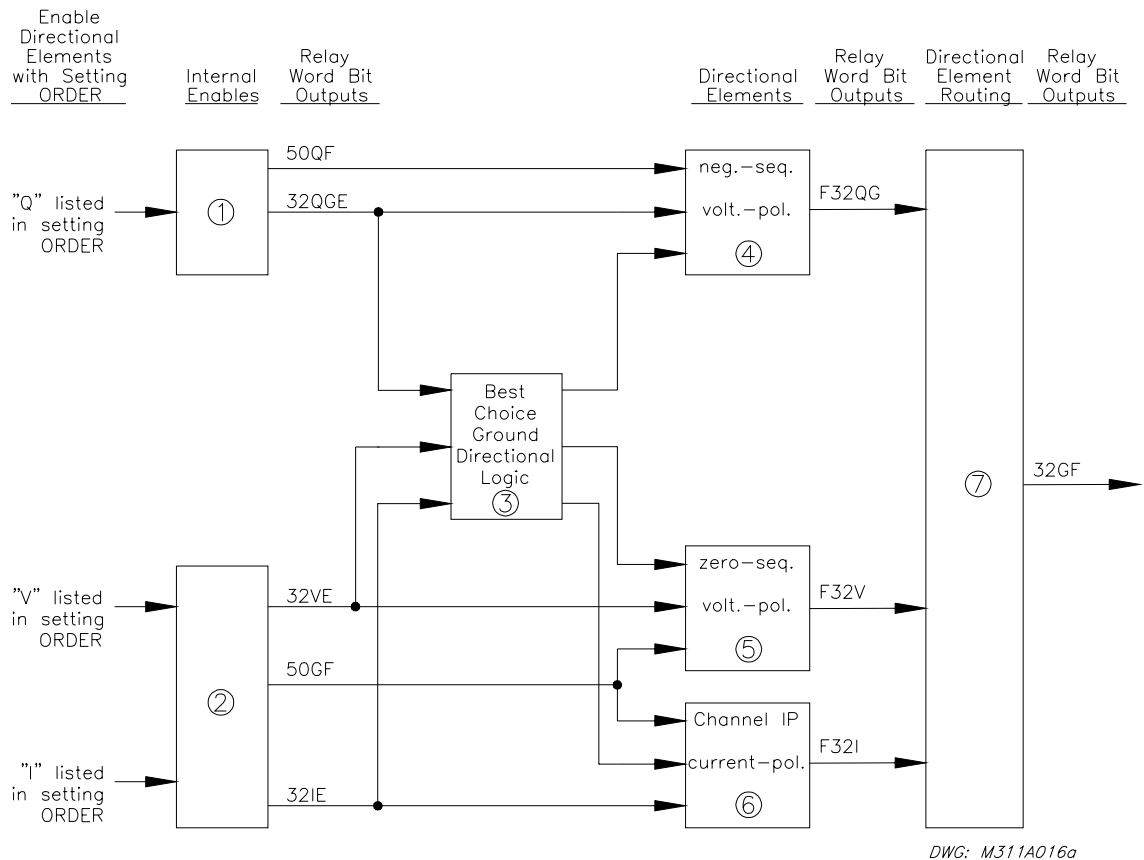 Enable
Directional
Elements
with Setting
ORDER
Internal
Enables
Relay
Word Bit
Outputs
Directional
Elements
Relay
Word Bit
Outputs
Directional
Element
Routing
Relay
Word Bit
Outputs
"Q" listed
in setting
ORDER
1
50QF
32QGE
neg.-seq.
volt.-pol.
4
F32QG
Best
Choice
Ground
Directional
Logic
3
7
32GF
"V" listed
in setting
ORDER
"I" listed
in setting
ORDER
2
32VE
50GF
32IE
zero-seq.
volt.-pol.
5
F32V
Channel IP
current-pol.
6
F32I
DWG: M311A016a